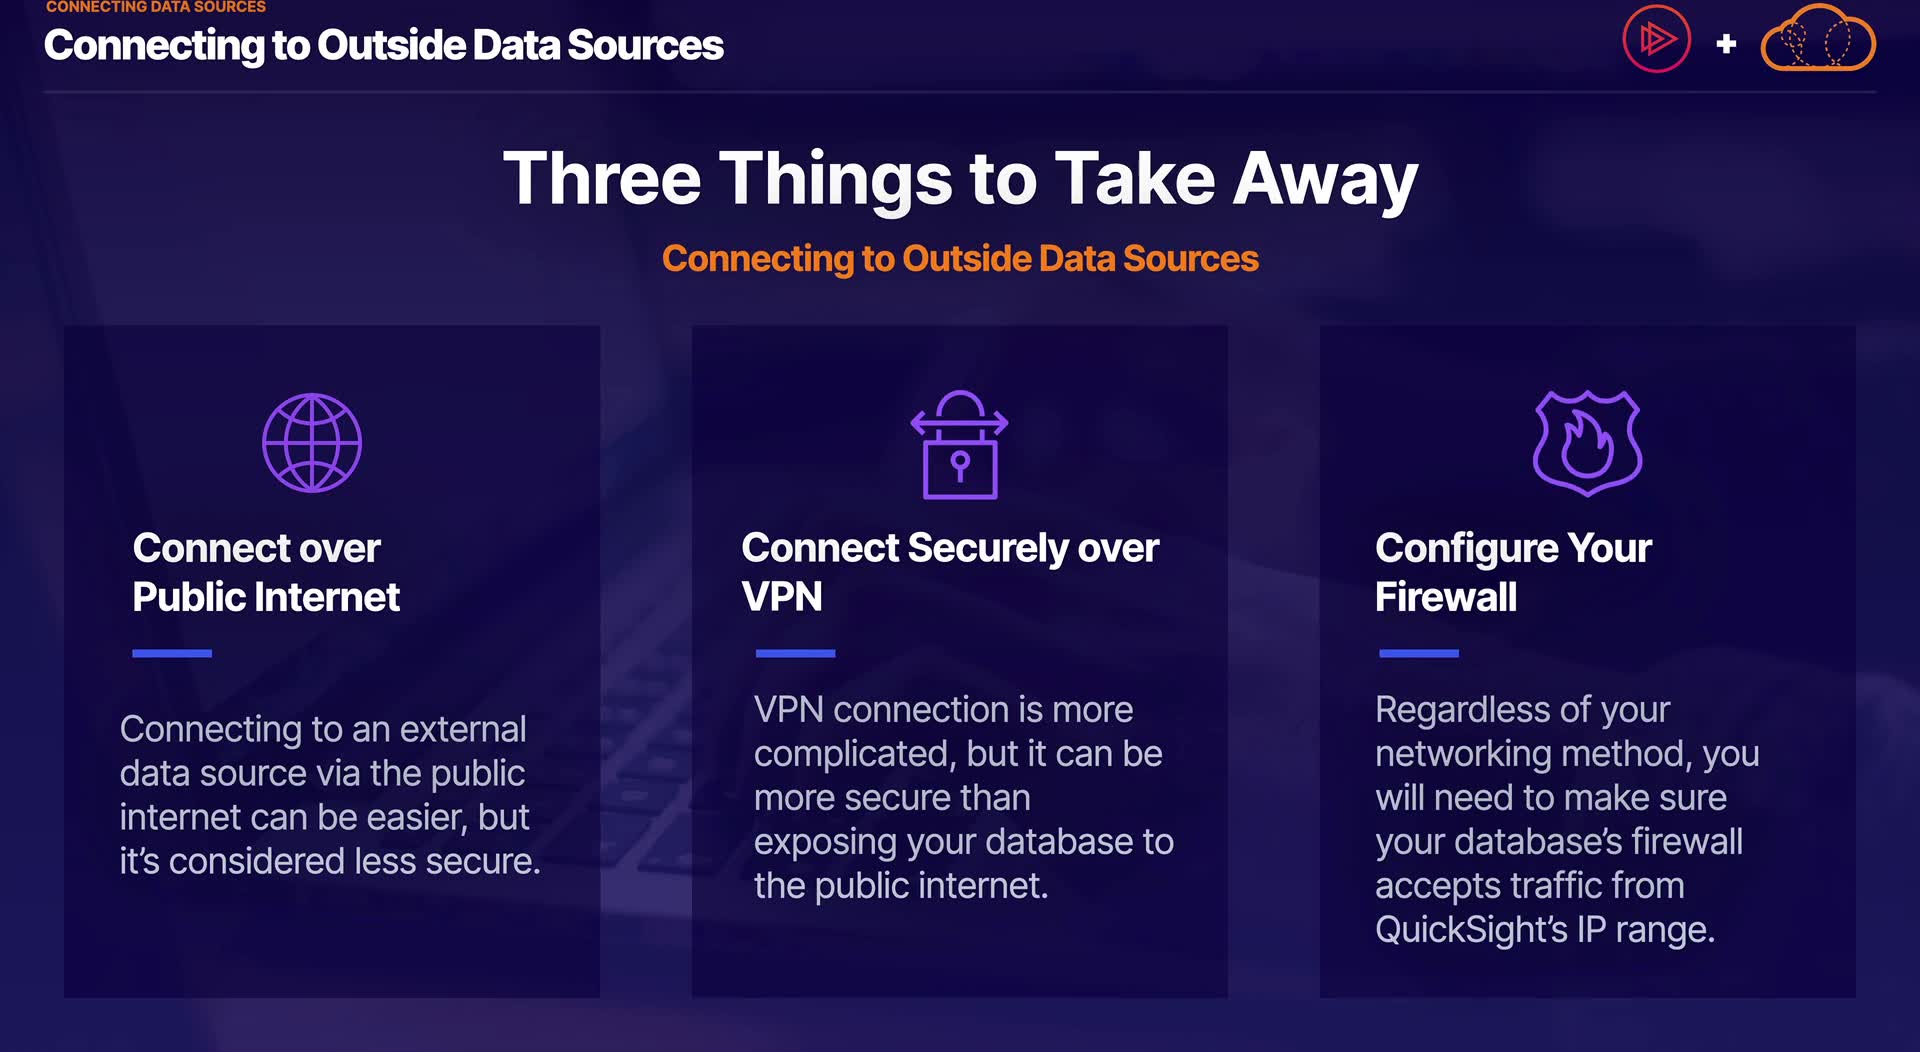 CONNECTING DATA SOURCES
Connecting to Outside Data Sources
+
Three Things to Take Away
Connecting to Outside Data Sources
Connect over
Public Internet
Connecting to an external
data source via the public
internet can be easier, but
it's considered less secure.
Connect Securely over
VPN
VPN connection is more
complicated, but it can be
more secure than
exposing your database to
the public internet.
Configure Your
Firewall
Regardless of your
networking method, you
will need to make sure
your database’s firewall
accepts traffic from
QuickSight’s IP range.